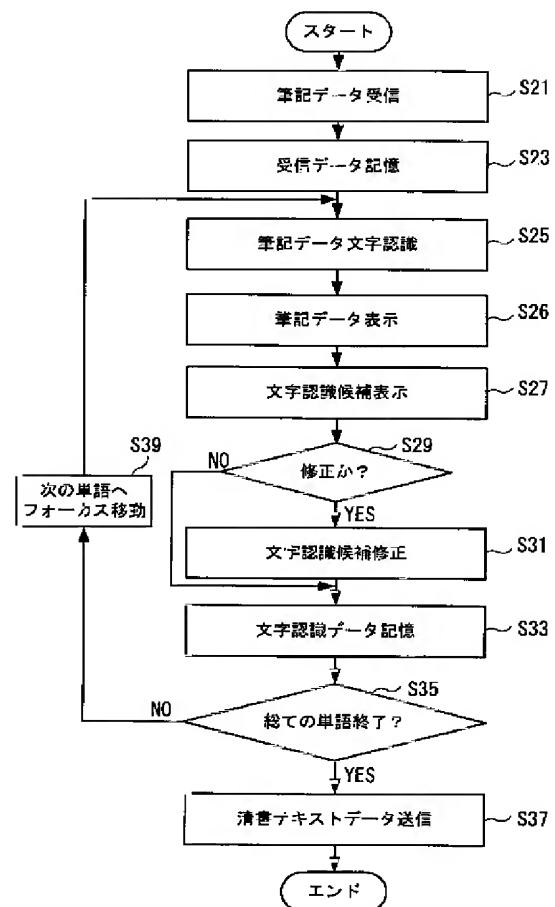 スタート
筆記データ受信
S21
受信データ記憶
S23
筆記データ文字認識
S25
筆記データ表示
S26
文字認識候補表示
S27
修正か?
S29
NO
YES
文字認識候補修正
S31
文字認識データ記憶
S33
総ての単語終了?
S35
NO
YES
S39
次の単語へ
フォーカス移動
清書テキストデータ送信
S37
エンド